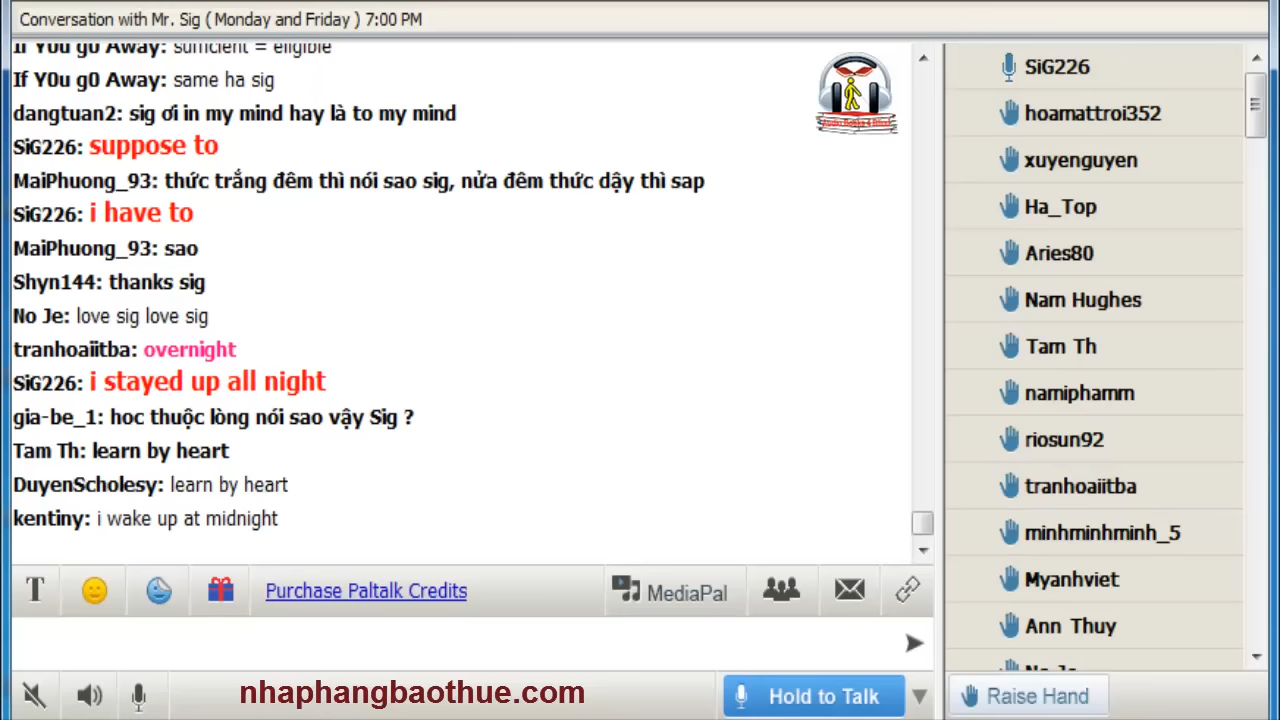 Conversation with Mr. Sig ( Monday and Friday ) 7:00 PM
If Y0u g0 Away: sufficient = eligible
If Y0u g0 Away: same ha sig
dangtuan2: sig ơi in my mind hay là to my mind
SiG226: suppose to
MaiPhuong_93: thức trắng đêm thì nói sao sig, nửa đêm thức dậy thì sap
SiG226: i have to
MaiPhuong_93: sao
Shyn144: thanks sig
No Je: love sig love sig
tranhoaiitba: overnight
SiG226: i stayed up all night
gia-be_1: hoc thuộc lòng nói sao vậy Sig ?
Tam Th: learn by heart
DuyenScholesy: learn by heart
kentiny: i wake up at midnight
Audio Books 4 Blind
SiG226
hoamattroi352
xuyenguyen
Ha_Top
Aries80
Nam Hughes
Tam Th
namiphamm
riosun92
tranhoaiitba
minhminhminh_5
Myanhviet
Ann Thuy
No Je
T
Purchase Paltalk Credits
MediaPal
nhaphangbaothue.com
Hold to Talk
Raise Hand